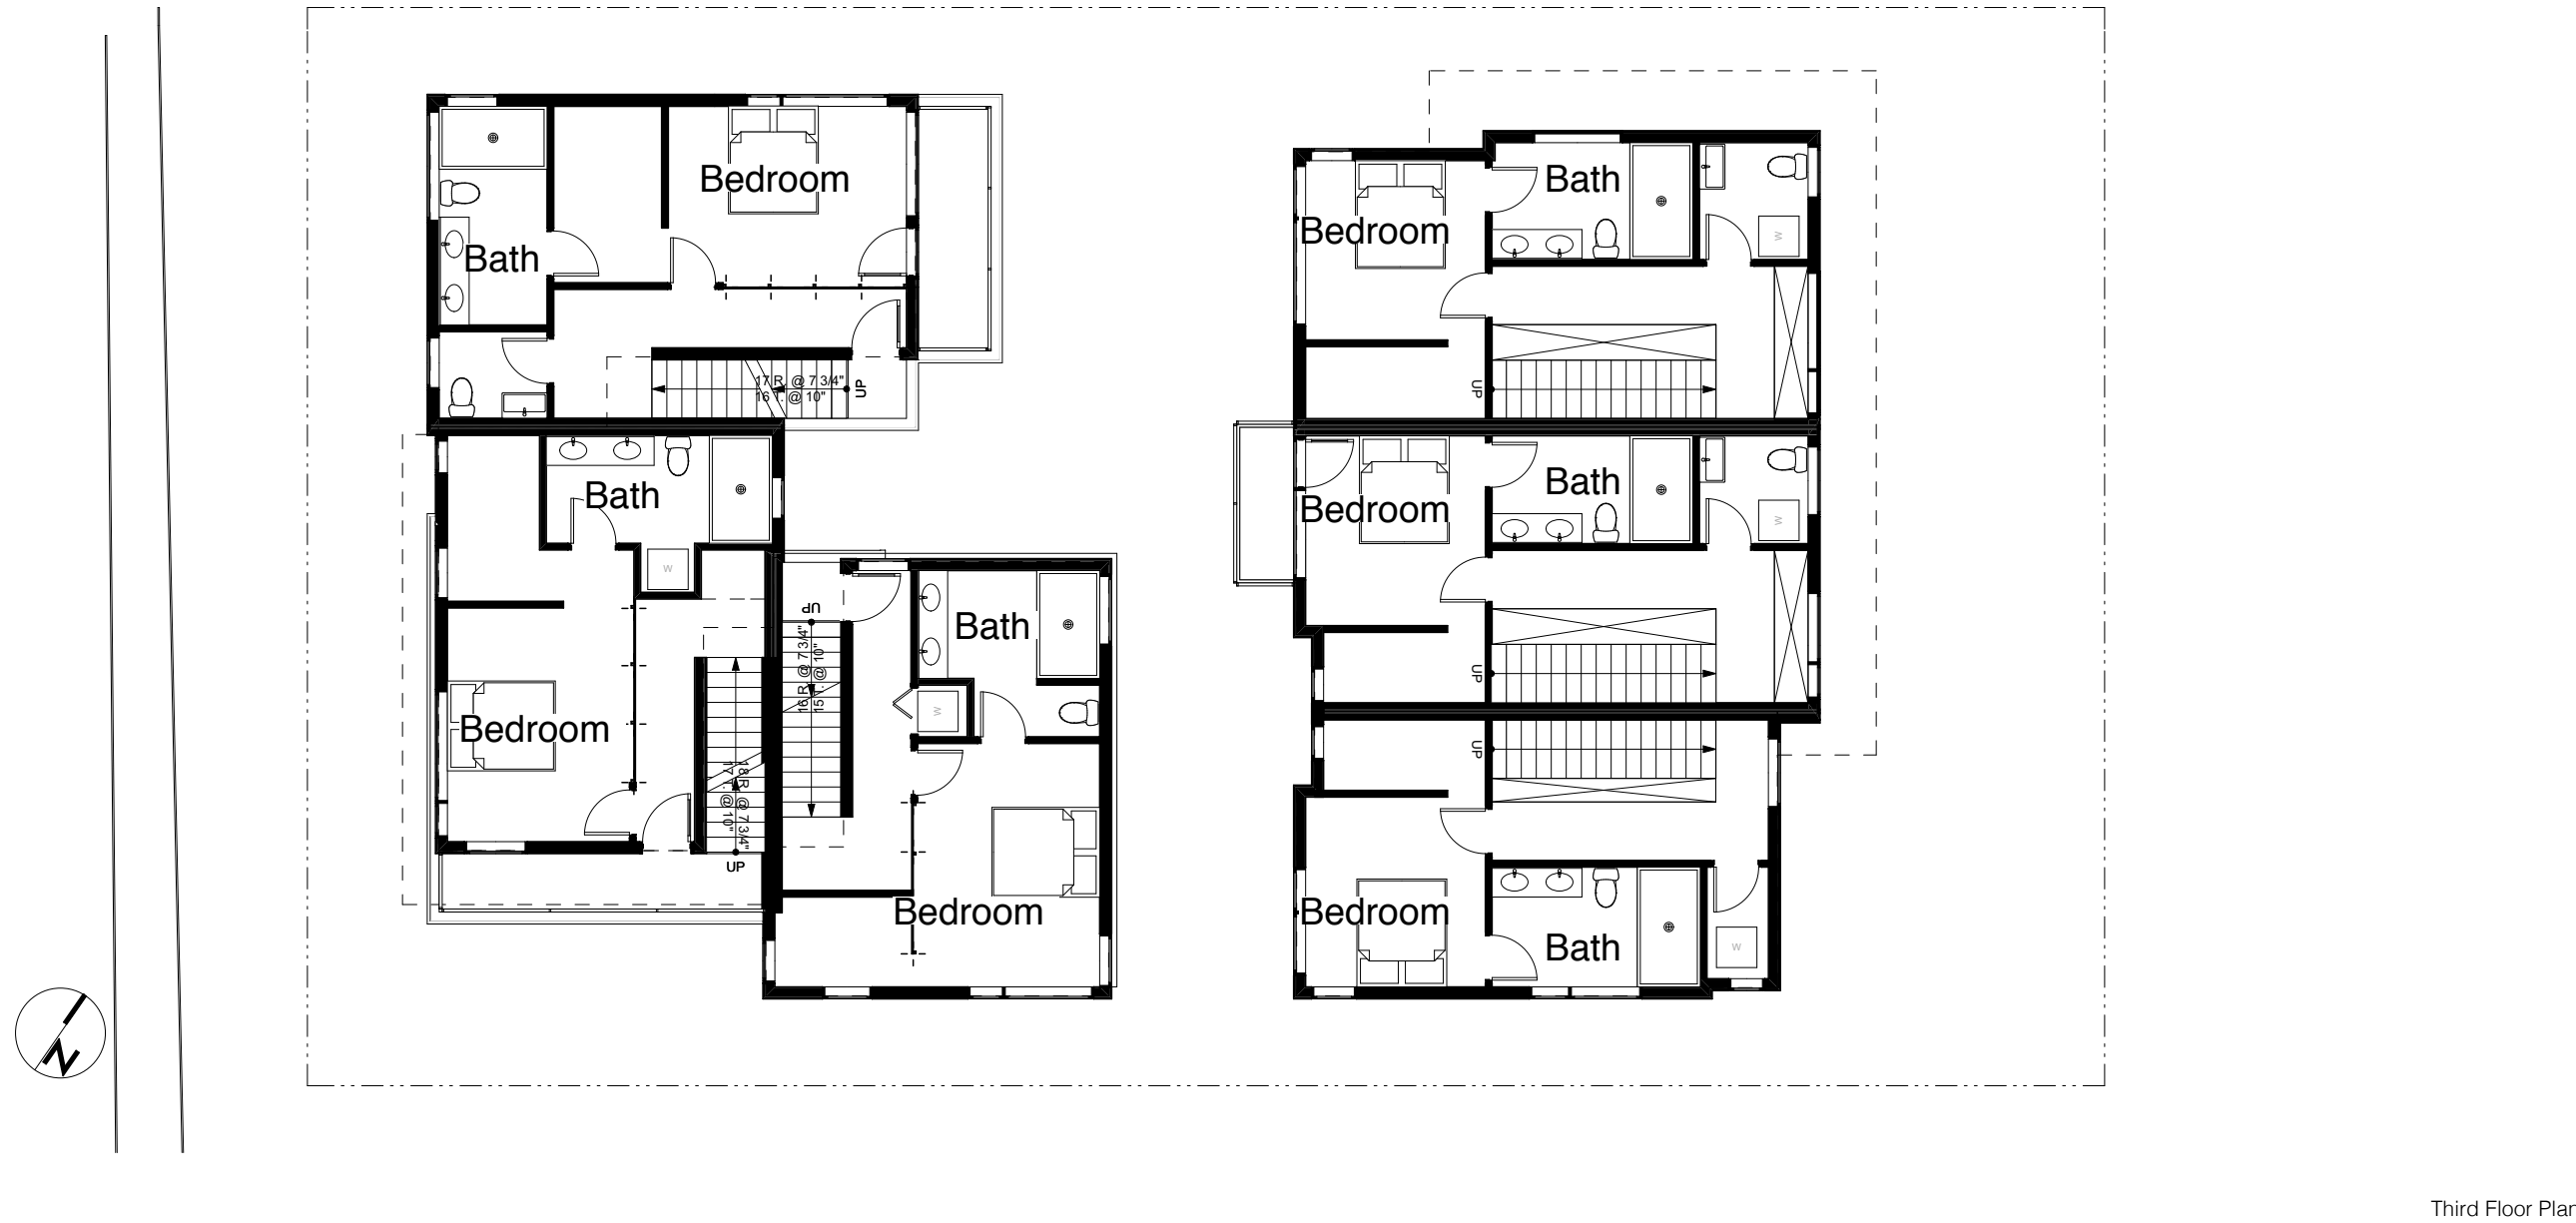 Bedroom
Bath
17 R. @ 7 3/4"
16 T. @ 10"
UP
Bath
W
Bedroom
18 R. @ 7 3/4"
17 T. @ 10"
UP
UP
16 R. @ 7 3/4"
15 T. @ 10"
Bath
W
Bedroom
Bath
Bedroom
W
UP
Bath
Bedroom
W
UP
UP
Bedroom
Bath
W
N
Third Floor Plan